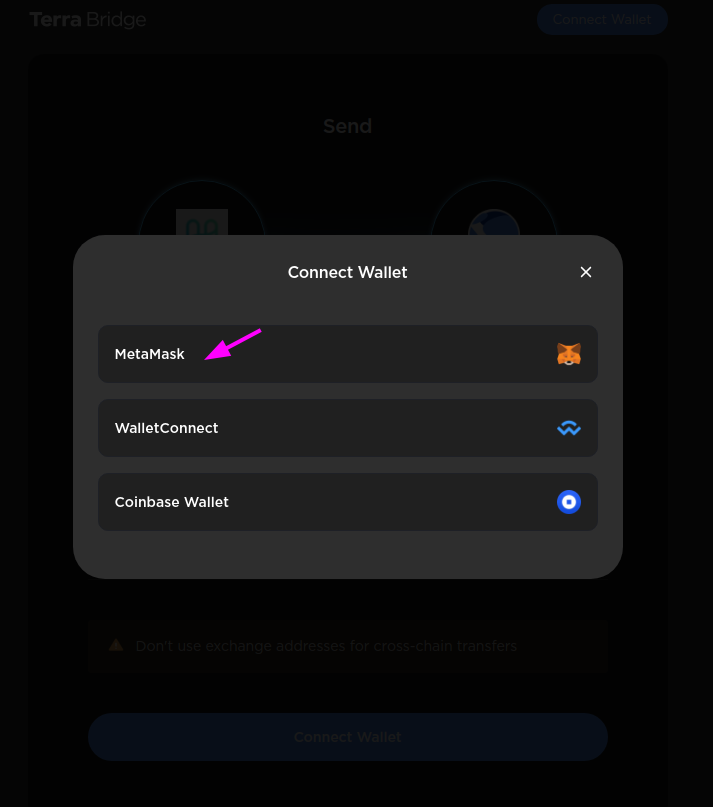 Terra Bridge
Connect Wallet
Send
Connect Wallet
MetaMask
WalletConnect
Coinbase Wallet
Don't use exchange addresses for cross-chain transfers
Connect Wallet